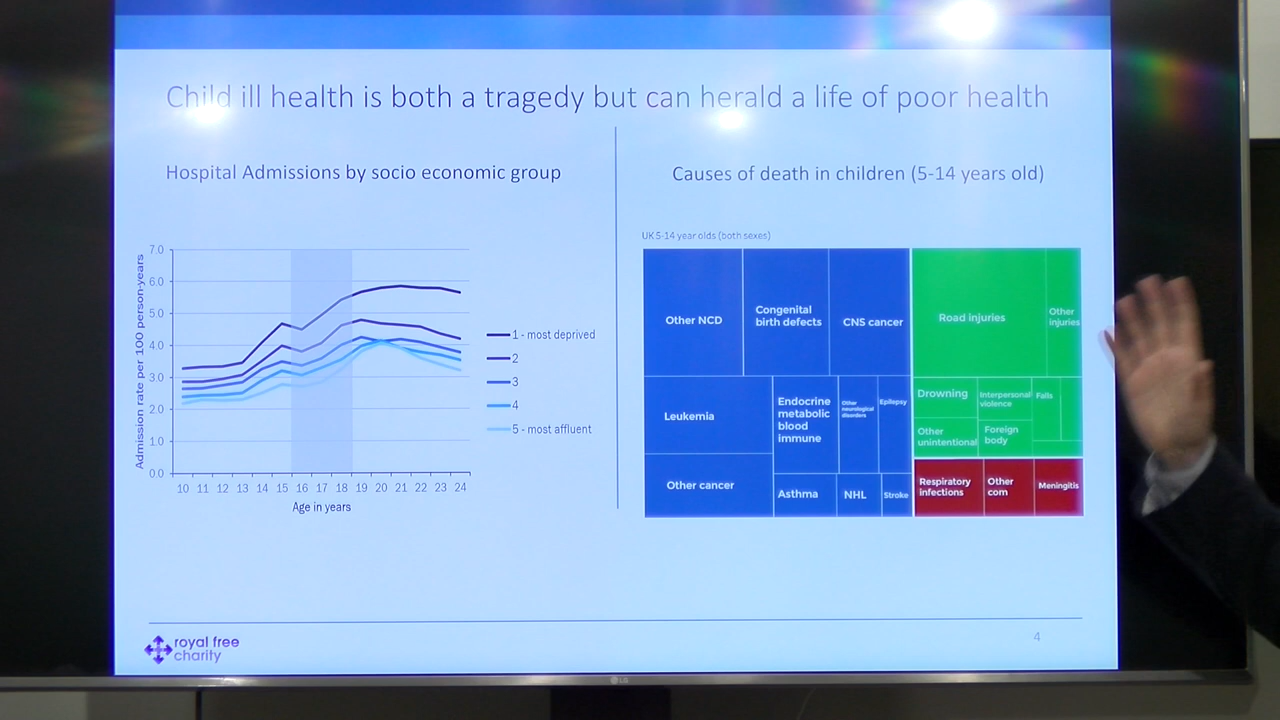 Child ill health is both a tragedy but can herald a life of poor health
Hospital Admissions by socio economic group
Admission rate per 100 person-years
7.0
6.0
5.0
4.0
3.0
2.0
1.0
0.0
10 11 12 13 14 15 16 17 18 19 20 21 22 23 24
Age in years
1 - most deprived
2
3
4
5 - most affluent
Causes of death in children (5-14 years old)
UK 5-14 year olds (both sexes)
Other NCD
Congenital
birth defects
CNS cancer
Leukemia
Endocrine
metabolic
blood
immune
Other
neurological
disorders
Epilepsy
Other cancer
Asthma
NHL
Stroke
Road injuries
Other
injuries
Drowning
Interpersonal
violence
Falls
Other
unintentional
Foreign
body
Respiratory
infections
Other
com
Meningitis
royal free
charity
4
LG